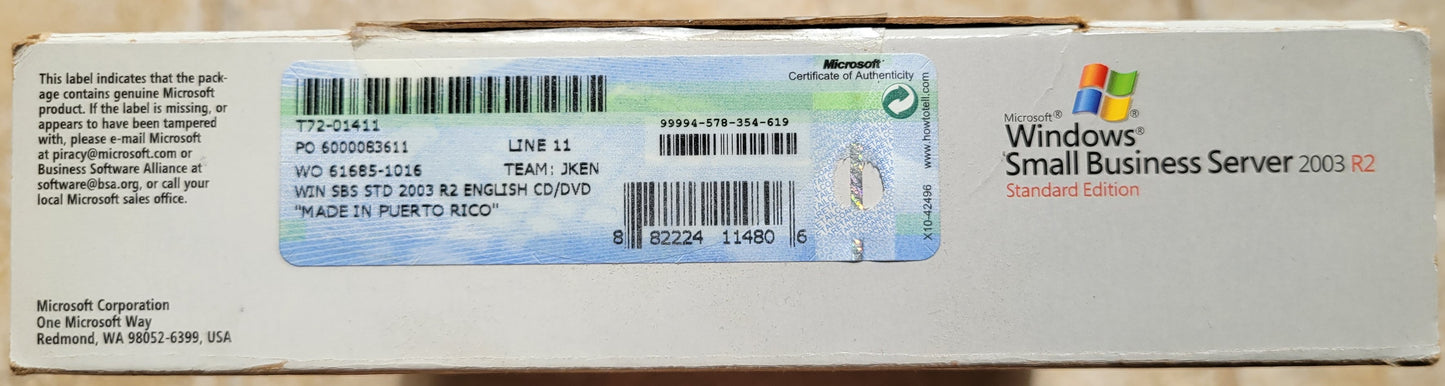 This label indicates that the pack-
age contains genuine Microsoft
product. If the label is missing, or
appears to have been tampered
with, please e-mail Microsoft
at piracy@microsoft.com or
Business Software Alliance at
software@bsa.org, or call your
local Microsoft sales office.
Microsoft Corporation
One Microsoft Way
Redmond, WA 98052-6399, USA
T72-01411
PO 6000083611 LINE 11
WO 61685-1016 TEAM: JKEN
WIN SBS STD 2003 R2 ENGLISH CD/DVD
"MADE IN PUERTO RICO"
Microsoft®
Certificate of Authenticity
99994-578-354-619
8 82224 11480 6
www.howtotell.com
X10-42496
Microsoft®
Windows®
Small Business Server 2003 R2
Standard Edition